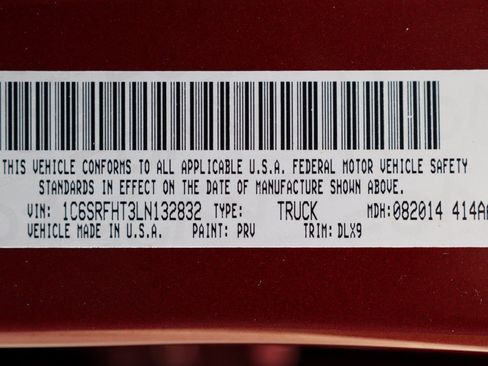 THIS VEHICLE CONFORMS TO ALL APPLICABLE U.S.A. FEDERAL MOTOR VEHICLE SAFETY
STANDARDS IN EFFECT ON THE DATE OF MANUFACTURE SHOWN ABOVE.
VIN: 1C6SRFHT3LN132832 TYPE: TRUCK MDH:082014 414AA
VEHICLE MADE IN U.S.A. PAINT: PRV TRIM: DLX9